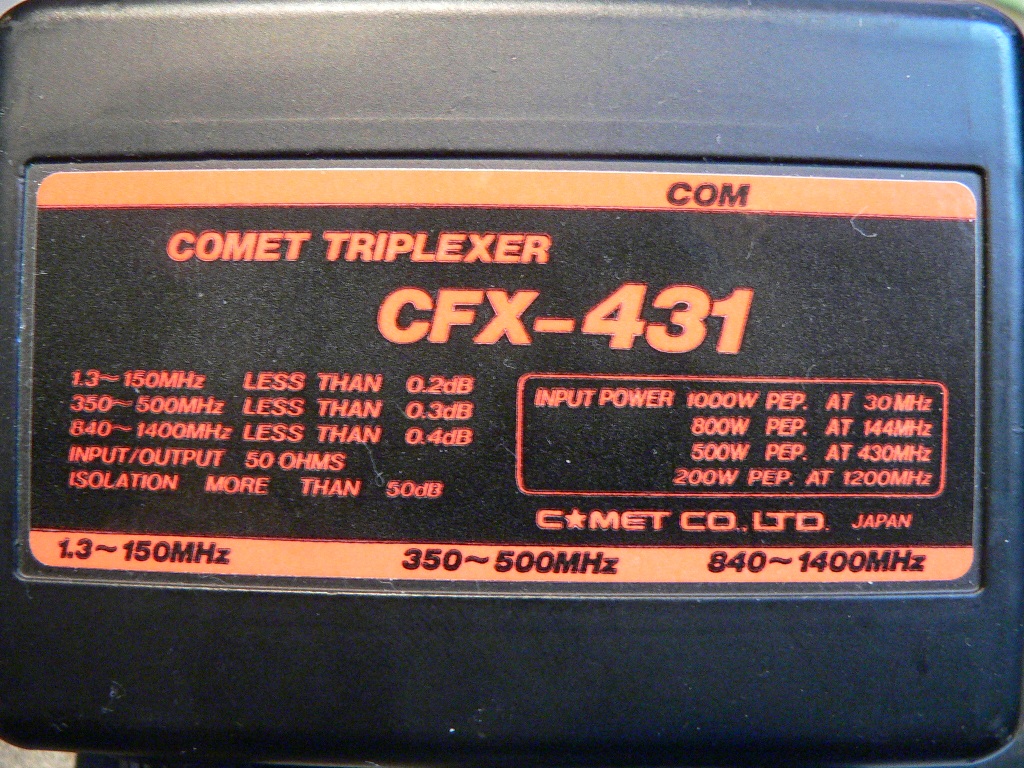 COM
COMET TRIPLEXER
CFX-431
1.3~150MHz LESS THAN 0.2dB
350~500MHz LESS THAN 0.3dB
840~1400MHz LESS THAN 0.4dB
INPUT/OUTPUT 50 OHMS
ISOLATION MORE THAN 50dB
INPUT POWER 1000W PEP. AT 30MHz
800W PEP. AT 144MHz
500W PEP. AT 430MHz
200W PEP. AT 1200MHz
C★MET CO.,LTD. JAPAN
1.3~150MHz 350~500MHz 840~1400MHz